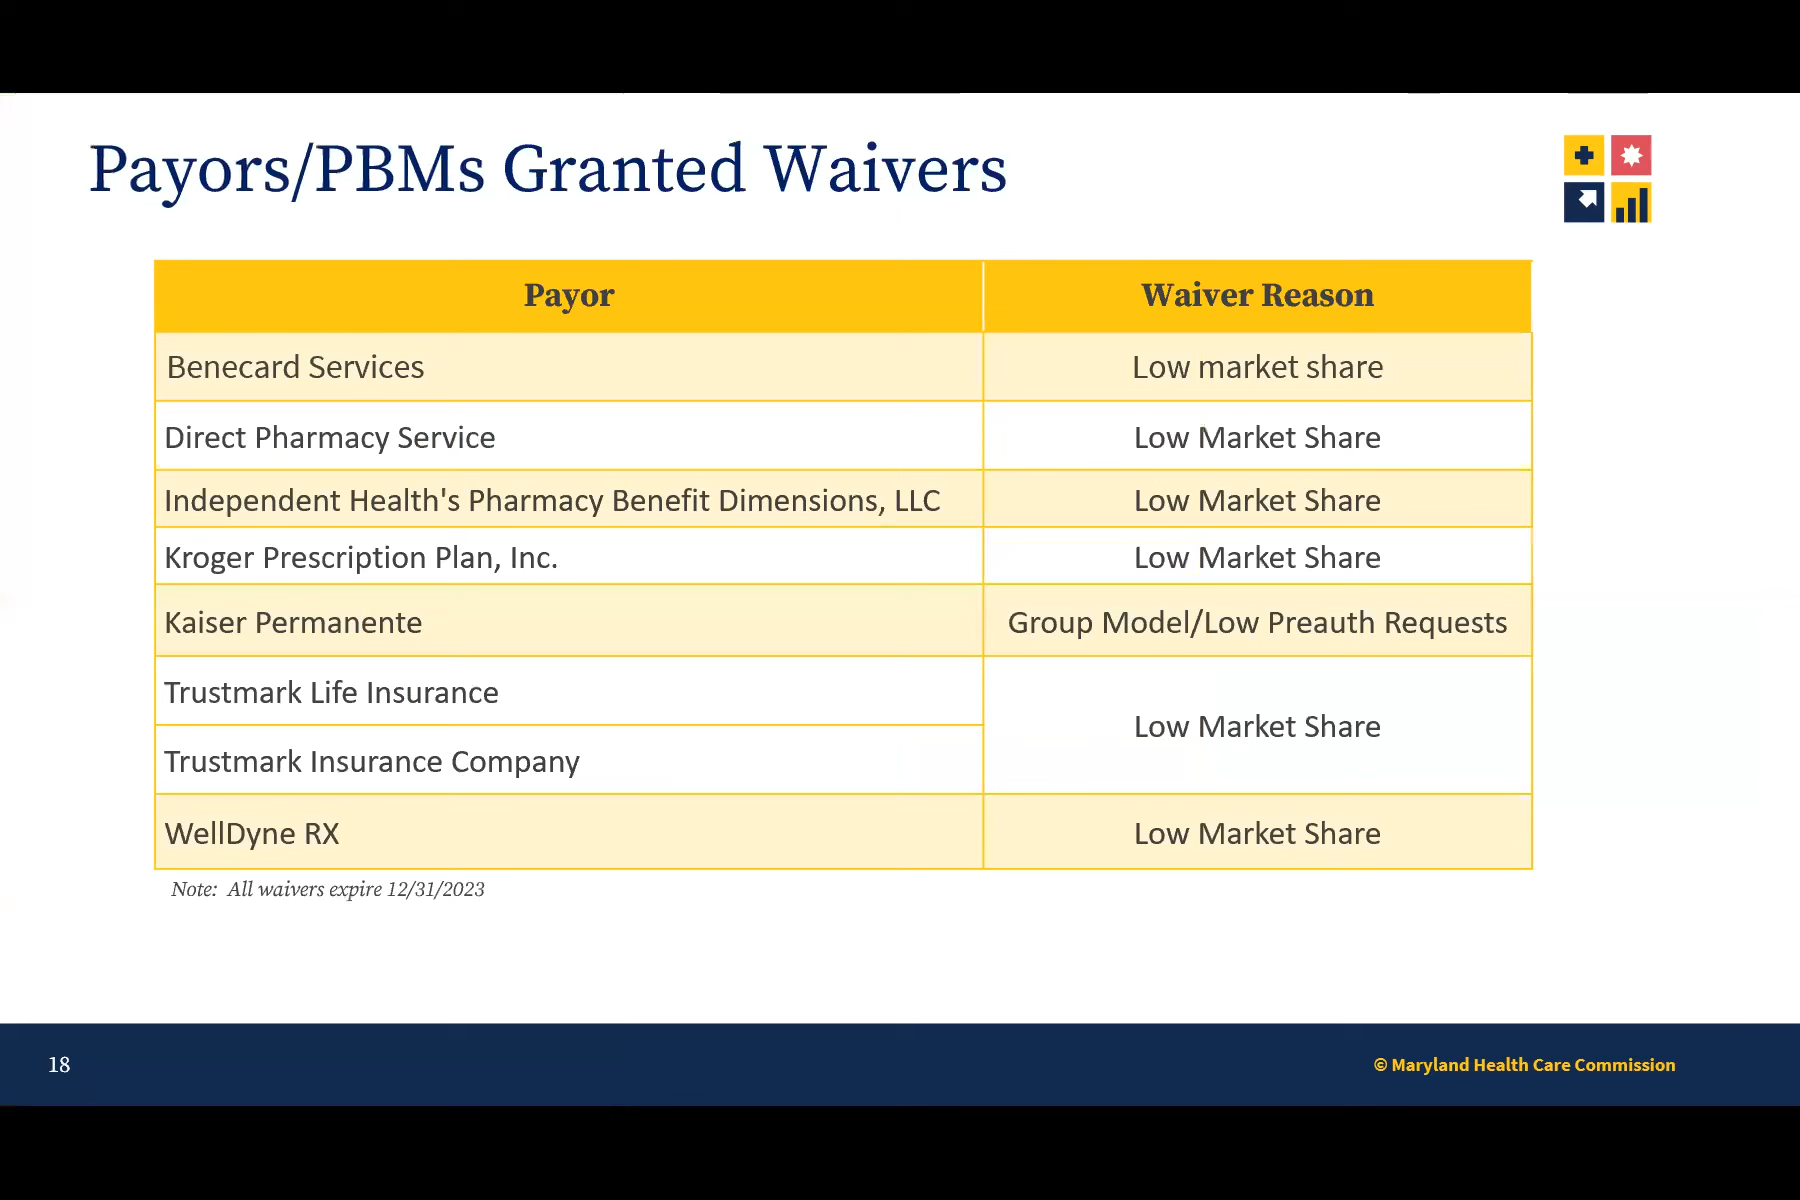 Payors/PBMs Granted Waivers
Payor Waiver Reason
Benecard Services Low market share
Direct Pharmacy Service Low Market Share
Independent Health's Pharmacy Benefit Dimensions, LLC Low Market Share
Kroger Prescription Plan, Inc. Low Market Share
Kaiser Permanente Group Model/Low Preauth Requests
Trustmark Life Insurance
Low Market Share
Trustmark Insurance Company
WellDyne RX Low Market Share
Note: All waivers expire 12/31/2023
18
© Maryland Health Care Commission